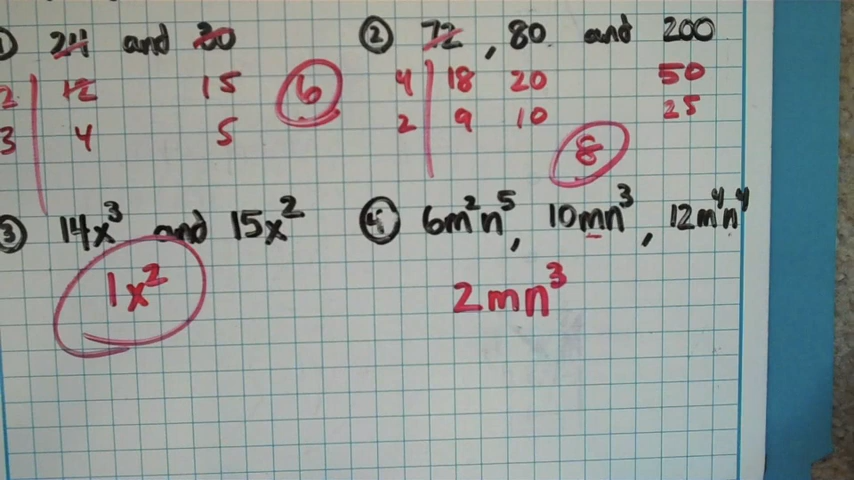 ① 24 and 30
2 | 12 15
3 | 4 5
6
② 72, 80 and 200
4 | 18 20 50
2 | 9 10 25
8
③ 14x³ and 15x²
1x²
④ 6m²n⁵, 10mn³, 12m⁴n⁴
2mn³